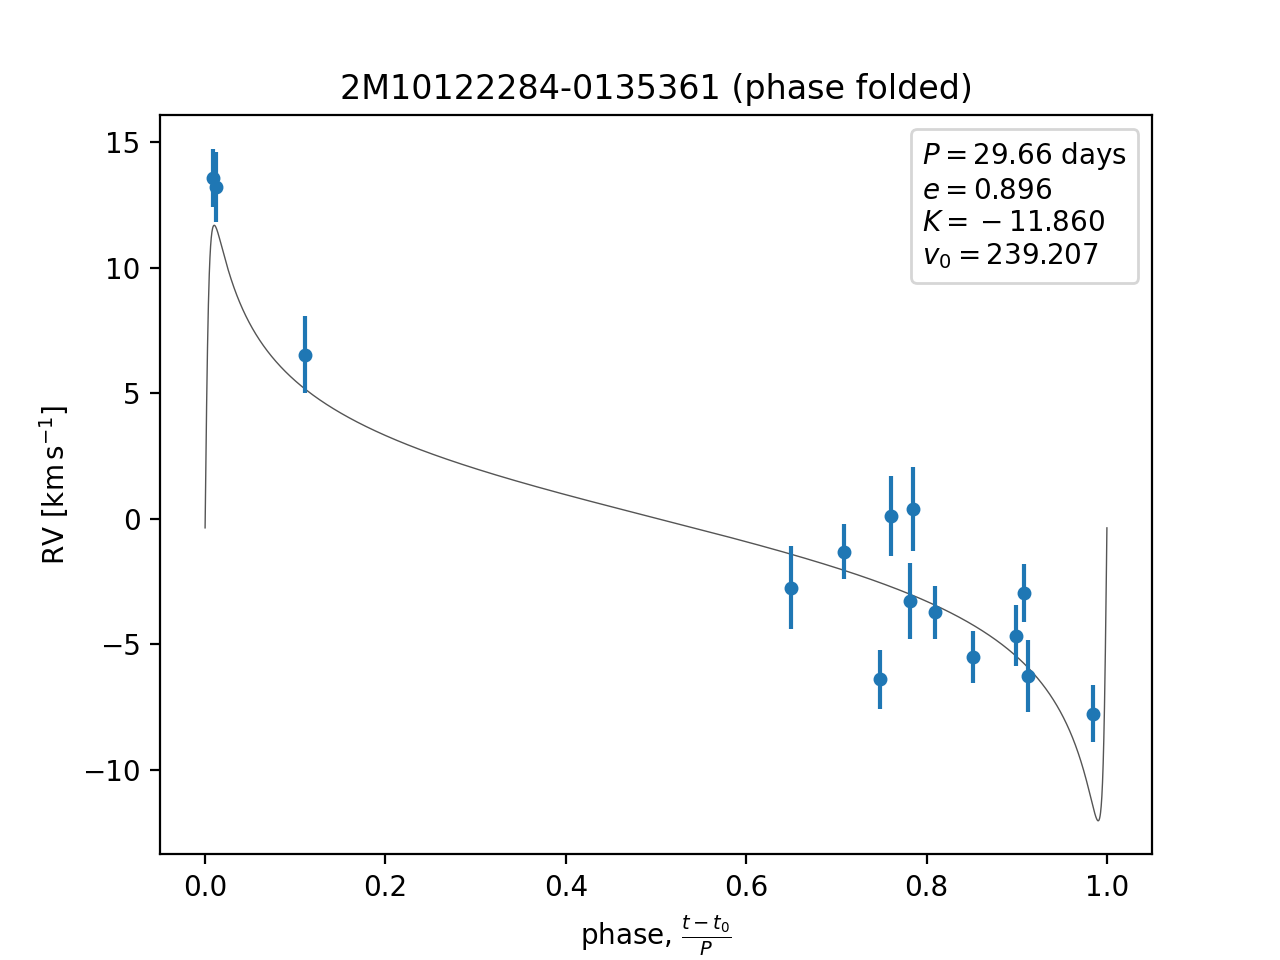 2M10122284-0135361 (phase folded)
P = 29.66 days
e = 0.896
K = −11.860
v₀ = 239.207
15
10
5
0
−5
−10
RV [km s⁻¹]
0.0 0.2 0.4 0.6 0.8 1.0
phase, (t − t₀)/P